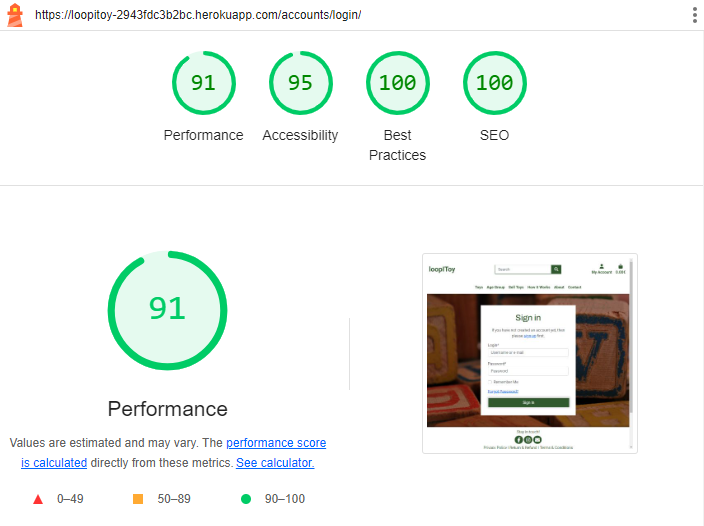 https://loopitoy-2943fdc3b2bc.herokuapp.com/accounts/login/
91
95
100
100
Performance
Accessibility
Best
Practices
SEO
91
Performance
Values are estimated and may vary. The performance score
is calculated directly from these metrics. See calculator.
0–49
50–89
90–100
loopiToy
Search
My Account
0.00$
Toys Age Group Sell Toys How It Works About Contact
Sign in
If you have not created an account yet, then
please sign up first.
Login*
Username or e-mail
Password*
Password
Remember Me
Forgot Password?
Sign In
Stay in touch!
Privacy Policy | Return & Refund | Terms & Conditions